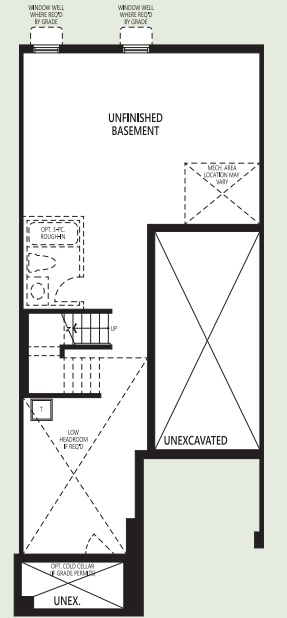 WINDOW WELL
WHERE REQ'D
BY GRADE
WINDOW WELL
WHERE REQ'D
BY GRADE
UNFINISHED
BASEMENT
MECH. AREA
LOCATION MAY
VARY
OPT. 3-PC.
ROUGH-IN
UP
LOW
HEADROOM
IF REQ'D
T
UNEXCAVATED
OPT. COLD CELLAR
(IF GRADE PERMITS)
UNEX.